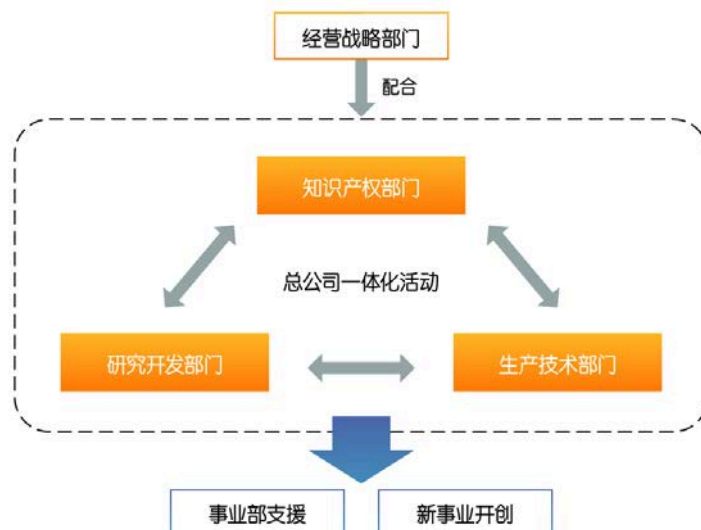 经营战略部门
配合
知识产权部门
总公司一体化活动
研究开发部门
生产技术部门
事业部支援
新事业开创